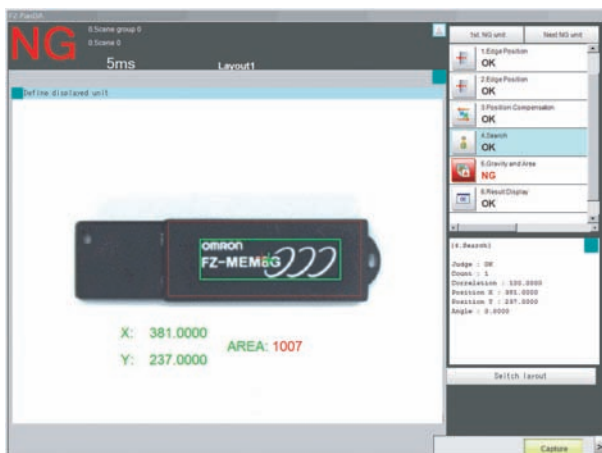 FZ-PanDA
NG
0.Scene group 0
0.Scene 0
5ms
Layout1
Define displayed unit
OMRON
FZ-MEM8G
X: 381.0000
Y: 237.0000
AREA: 1007
1st. NG unit
Next NG unit
1.Edge Position
OK
2.Edge Position
OK
3.Position Compensation
OK
4.Search
OK
5.Gravity and Area
NG
6.Result Display
OK
(4.Search)
Judge : OK
Count : 1
Correlation : 100.0000
Position X : 381.0000
Position Y : 237.0000
Angle : 0.0000
Switch layout
Capture
>